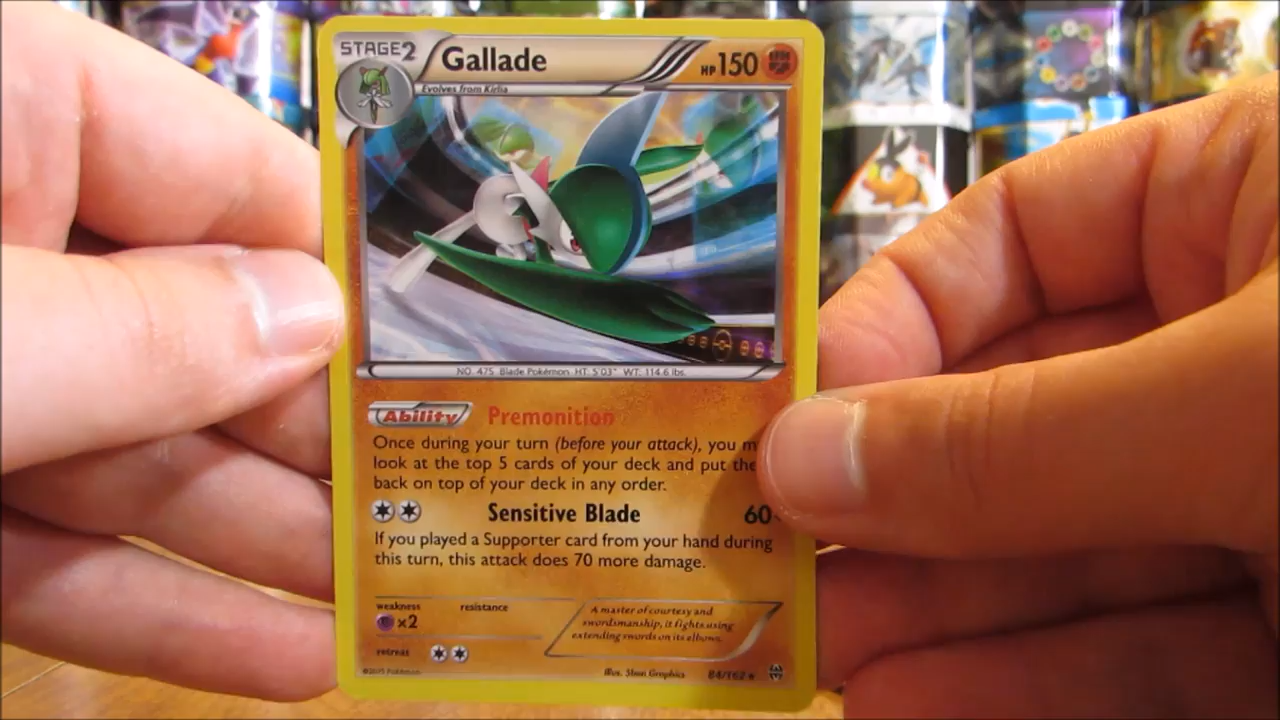 STAGE2 Gallade HP150
Evolves from Kirlia
NO. 475 Blade Pokémon HT: 5'03" WT: 114.6 lbs.
Ability Premonition
Once during your turn (before your attack), you
look at the top 5 cards of your deck and put
back on top of your deck in any order.
Sensitive Blade 60
If you played a Supporter card from your hand during
this turn, this attack does 70 more damage.
weakness resistance
×2
A master of courtesy and
swordsmanship, it fights using
extending swords on its elbows.
retreat
©2015 Pokémon
Illus. 5ban Graphics 84/162